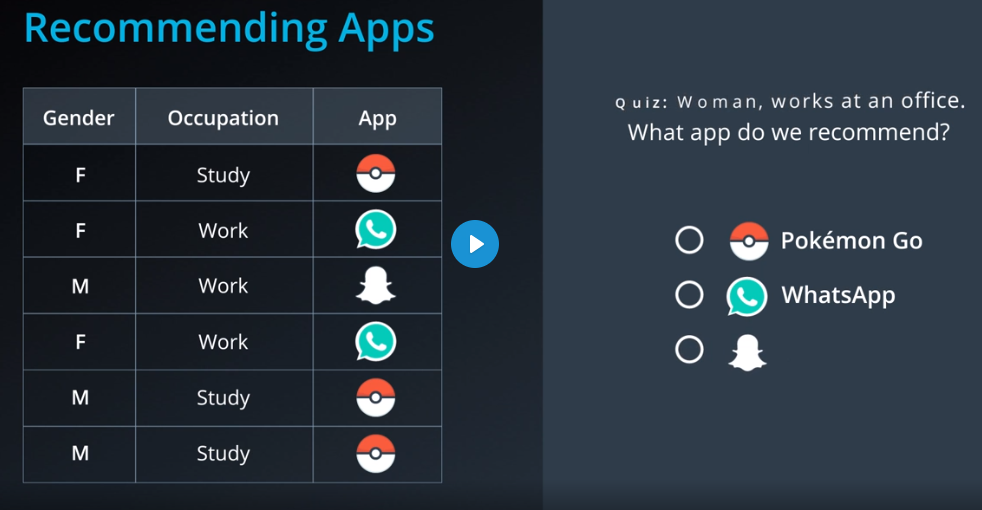 Recommending Apps
Gender Occupation App
F Study
F Work
M Work
F Work
M Study
M Study
Quiz: Woman, works at an office.
What app do we recommend?
Pokémon Go
WhatsApp